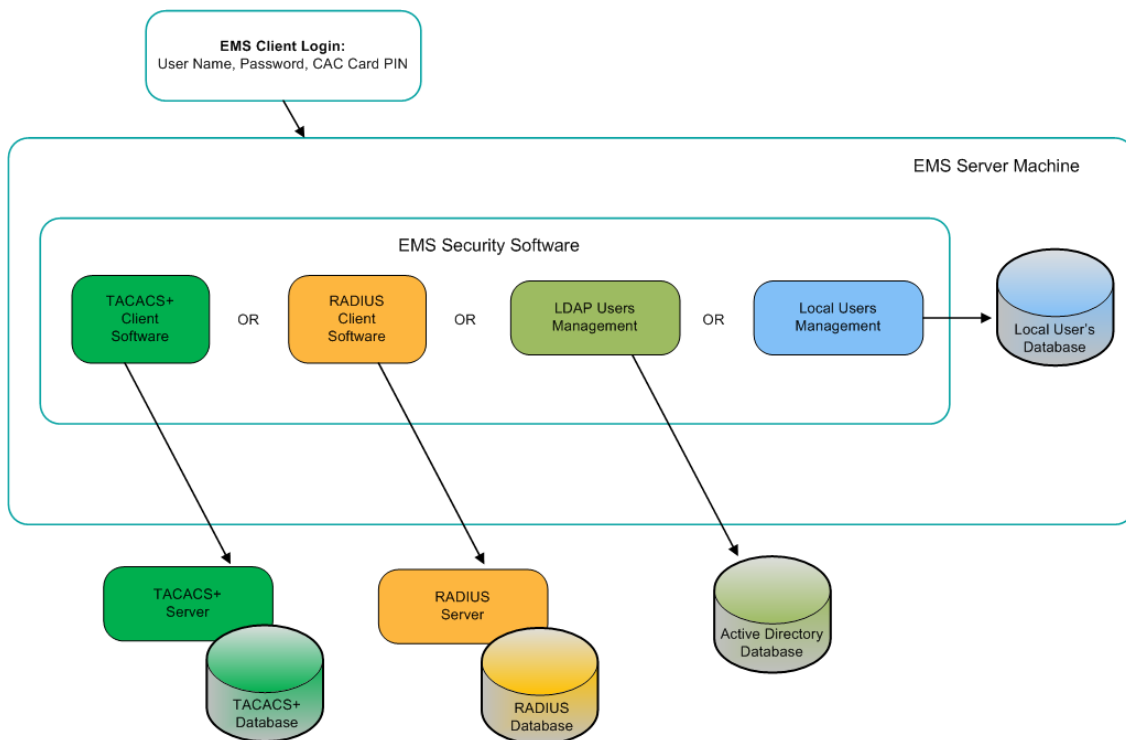 EMS Client Login:
User Name, Password, CAC Card PIN
EMS Server Machine
EMS Security Software
TACACS+
Client
Software
OR
RADIUS
Client
Software
OR
LDAP Users
Management
OR
Local Users
Management
Local User's
Database
TACACS+
Server
TACACS+
Database
RADIUS
Server
RADIUS
Database
Active Directory
Database